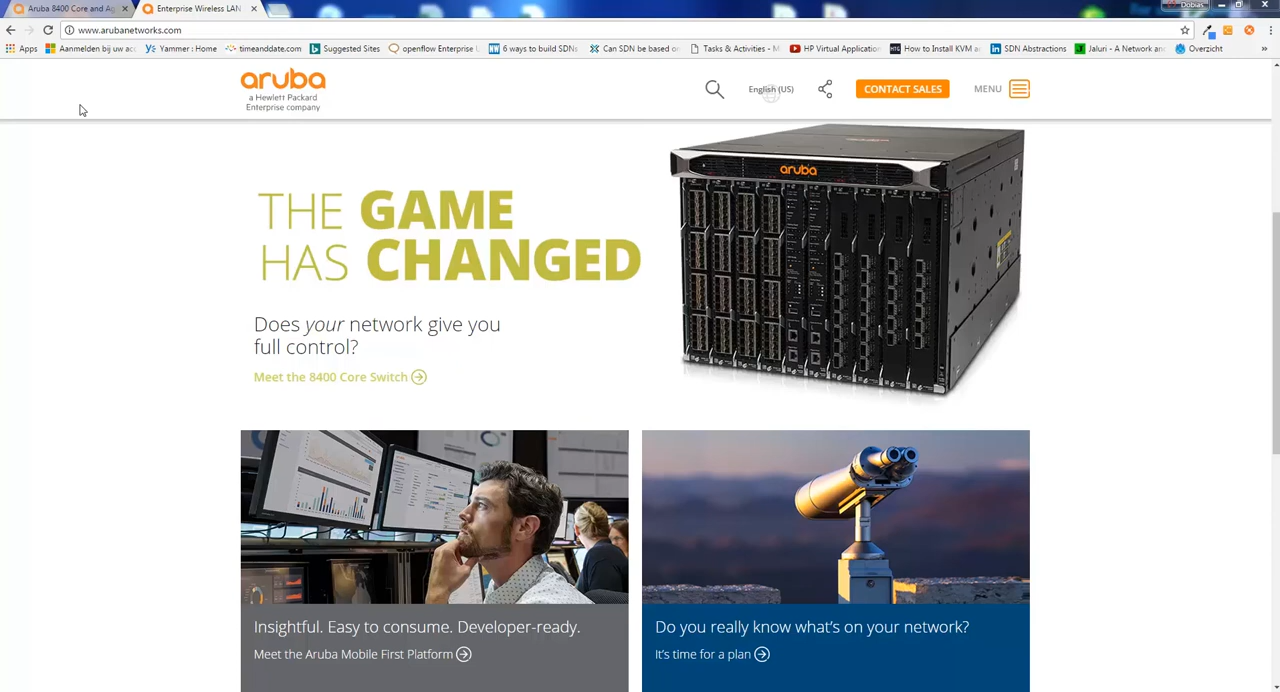 Aruba 8400 Core and Ag
Enterprise Wireless LAN
Dobias
www.arubanetworks.com
Apps
Aanmelden bij uw acc
Yammer : Home
timeanddate.com
Suggested Sites
openflow Enterprise
6 ways to build SDNs
Can SDN be based o
Tasks & Activities - M
HP Virtual Application
How to Install KVM a
SDN Abstractions
Jaluri - A Network an
Overzicht
»
aruba
a Hewlett Packard
Enterprise company
English (US)
CONTACT SALES
MENU
aruba
THE GAME
HAS CHANGED
Does your network give you
full control?
Meet the 8400 Core Switch
Insightful. Easy to consume. Developer-ready.
Meet the Aruba Mobile First Platform
Do you really know what's on your network?
It's time for a plan